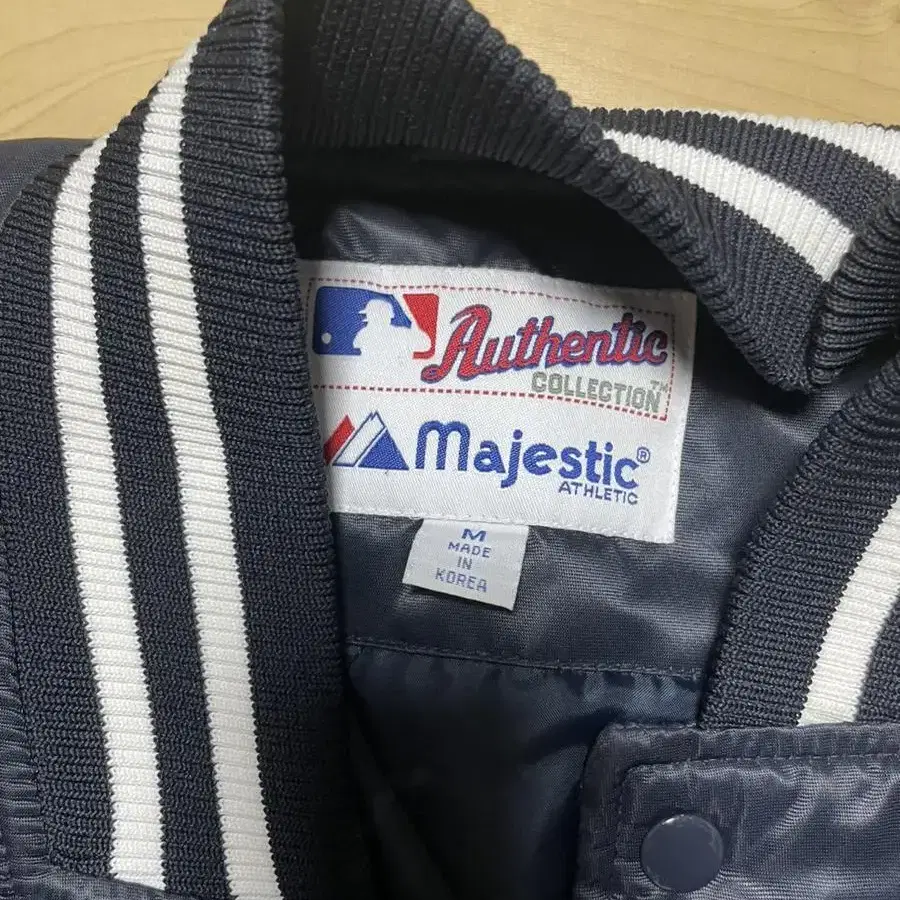 Authentic
COLLECTION™
Majestic®
ATHLETIC
M
MADE
IN
KOREA